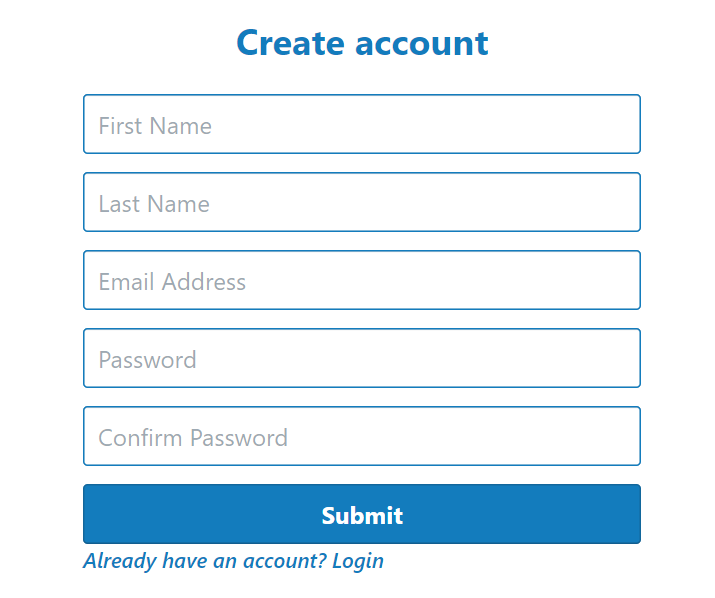 Create account
First Name
Last Name
Email Address
Password
Confirm Password
Submit
Already have an account? Login